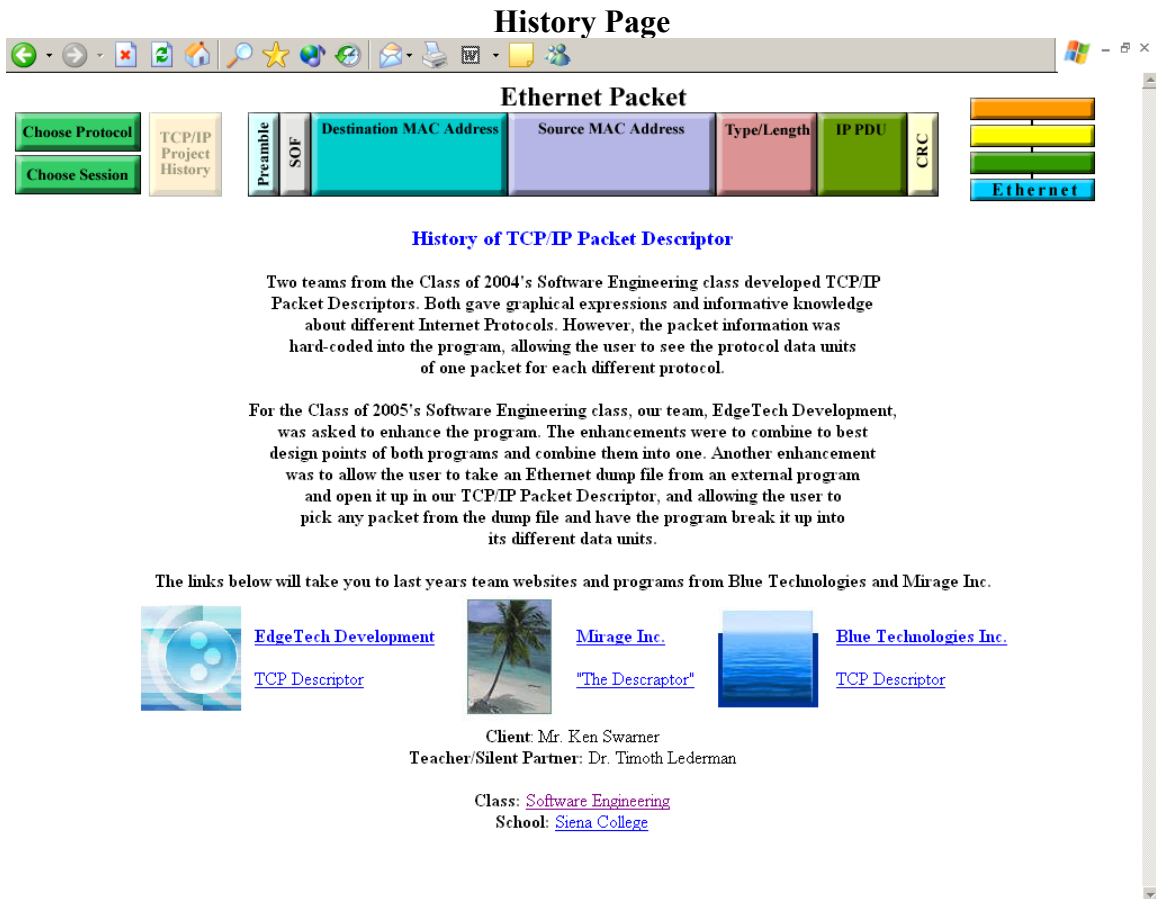 History Page
Ethernet Packet
Choose Protocol
Choose Session
TCP/IP
Project
History
Preamble
SOF
Destination MAC Address
Source MAC Address
Type/Length
IP PDU
CRC
Ethernet
History of TCP/IP Packet Descriptor
Two teams from the Class of 2004's Software Engineering class developed TCP/IP
Packet Descriptors. Both gave graphical expressions and informative knowledge
about different Internet Protocols. However, the packet information was
hard-coded into the program, allowing the user to see the protocol data units
of one packet for each different protocol.
For the Class of 2005's Software Engineering class, our team, EdgeTech Development,
was asked to enhance the program. The enhancements were to combine to best
design points of both programs and combine them into one. Another enhancement
was to allow the user to take an Ethernet dump file from an external program
and open it up in our TCP/IP Packet Descriptor, and allowing the user to
pick any packet from the dump file and have the program break it up into
its different data units.
The links below will take you to last years team websites and programs from Blue Technologies and Mirage Inc.
EdgeTech Development
TCP Descriptor
Mirage Inc.
"The Descraptor"
Blue Technologies Inc.
TCP Descriptor
Client: Mr. Ken Swarner
Teacher/Silent Partner: Dr. Timoth Lederman
Class: Software Engineering
School: Siena College